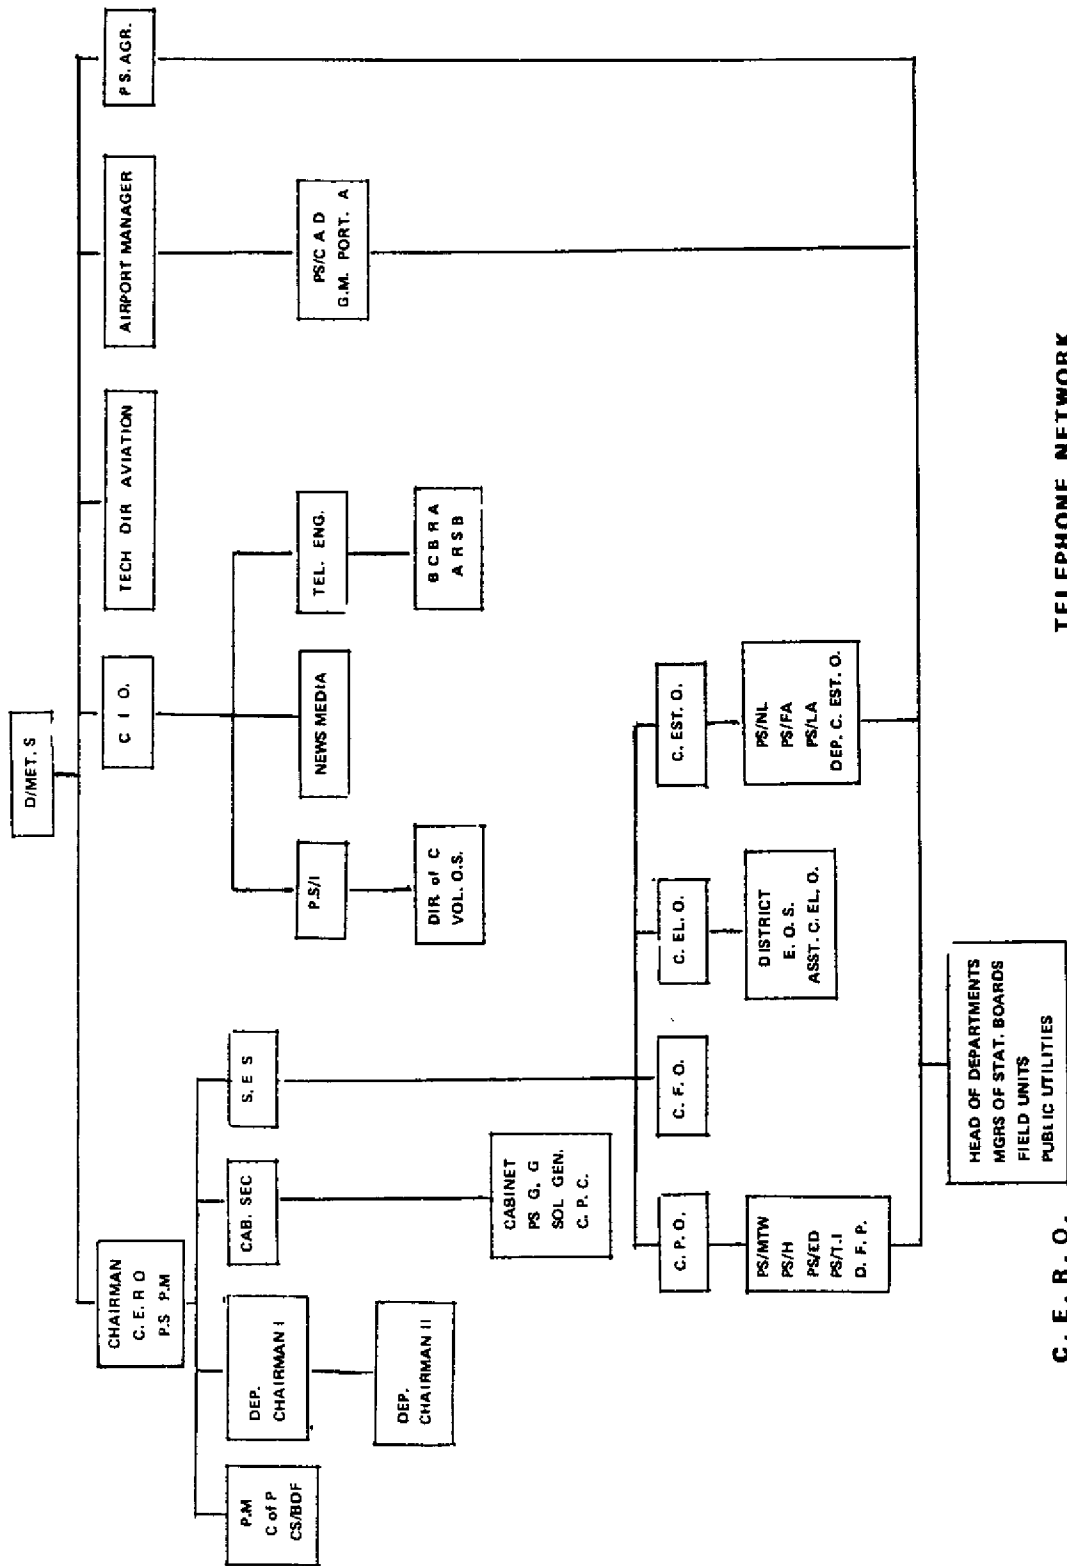 D/MET. S
CHAIRMAN
C. E. R O
P.S P.M
C I O.
TECH DIR AVIATION
AIRPORT MANAGER
P S. AGR.
P.M
C of P
CS/BDF
DEP.
CHAIRMAN I
CAB. SEC
S. E S
P.S/I
NEWS MEDIA
TEL. ENG.
PS/C A D
G.M. PORT. A
DEP.
CHAIRMAN II
DIR of C
VOL. O.S.
B C B R A
A R S B
CABINET
PS G. G
SOL GEN.
C. P. C.
C. P. O.
C. F. O.
C. EL. O.
C. EST. O.
PS/MTW
PS/H
PS/ED
PS/T.I
D. F. P.
DISTRICT
E. O. S.
ASST. C. EL. O.
PS/NL
PS/FA
PS/LA
DEP. C. EST. O.
HEAD OF DEPARTMENTS
MGRS OF STAT. BOARDS
FIELD UNITS
PUBLIC UTILITIES
C. E. R. O. TELEPHONE NETWORK